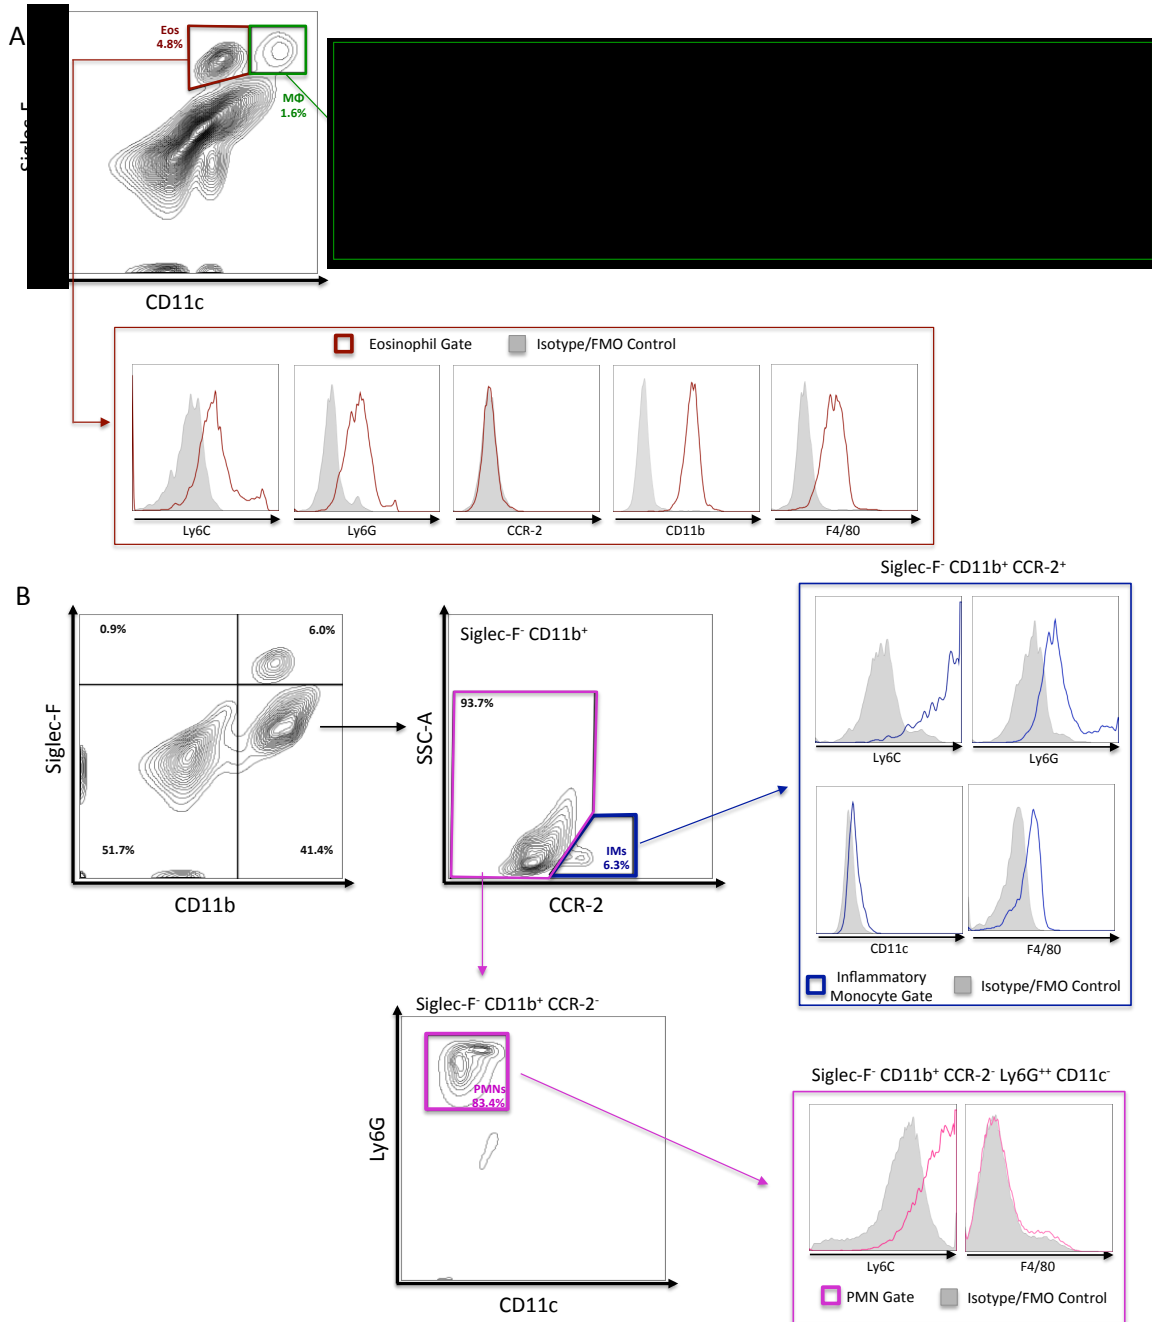 A
Eos
4.8%
MΦ
1.6%
CD11c
Eosinophil Gate
Isotype/FMO Control
Ly6C
Ly6G
CCR-2
CD11b
F4/80
B
Siglec-F
0.9%
6.0%
51.7%
41.4%
CD11b
SSC-A
Siglec-F⁻ CD11b⁺
93.7%
IMs
6.3%
CCR-2
Siglec-F⁻ CD11b⁺ CCR-2⁺
Ly6C
Ly6G
CD11c
F4/80
Inflammatory
Monocyte Gate
Isotype/FMO Control
Siglec-F⁻ CD11b⁺ CCR-2⁻
Ly6G
PMNs
83.4%
CD11c
Siglec-F⁻ CD11b⁺ CCR-2⁻ Ly6G⁺⁺ CD11c⁻
Ly6C
F4/80
PMN Gate
Isotype/FMO Control